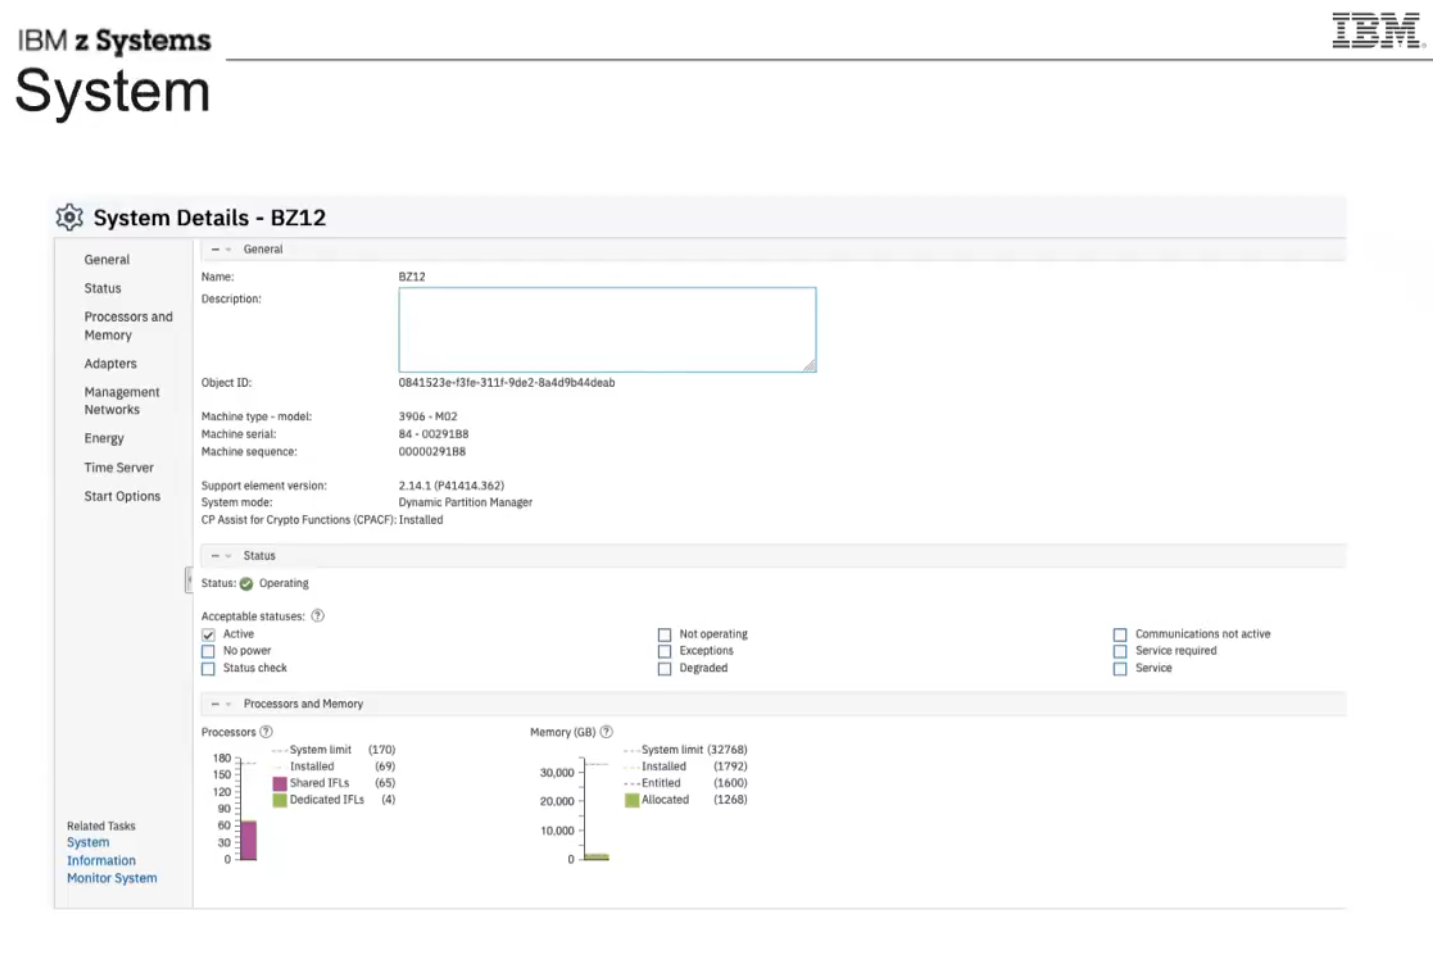 IBM z Systems
IBM
System
System Details - BZ12
General
Status
Processors and
Memory
Adapters
Management
Networks
Energy
Time Server
Start Options
Related Tasks
System
Information
Monitor System
General
Name: BZ12
Description:
Object ID: 0841523e-f3fe-311f-9de2-8a4d9b44deab
Machine type - model: 3906 - M02
Machine serial: 84 - 00291B8
Machine sequence: 00000291B8
Support element version: 2.14.1 (P41414.362)
System mode: Dynamic Partition Manager
CP Assist for Crypto Functions (CPACF): Installed
Status
Status: Operating
Acceptable statuses: ?
Active Not operating Communications not active
No power Exceptions Service required
Status check Degraded Service
Processors and Memory
Processors ?
180
150
120
90
60
30
0
System limit (170)
Installed (69)
Shared IFLs (65)
Dedicated IFLs (4)
Memory (GB) ?
30,000
20,000
10,000
0
System limit (32768)
Installed (1792)
Entitled (1600)
Allocated (1268)